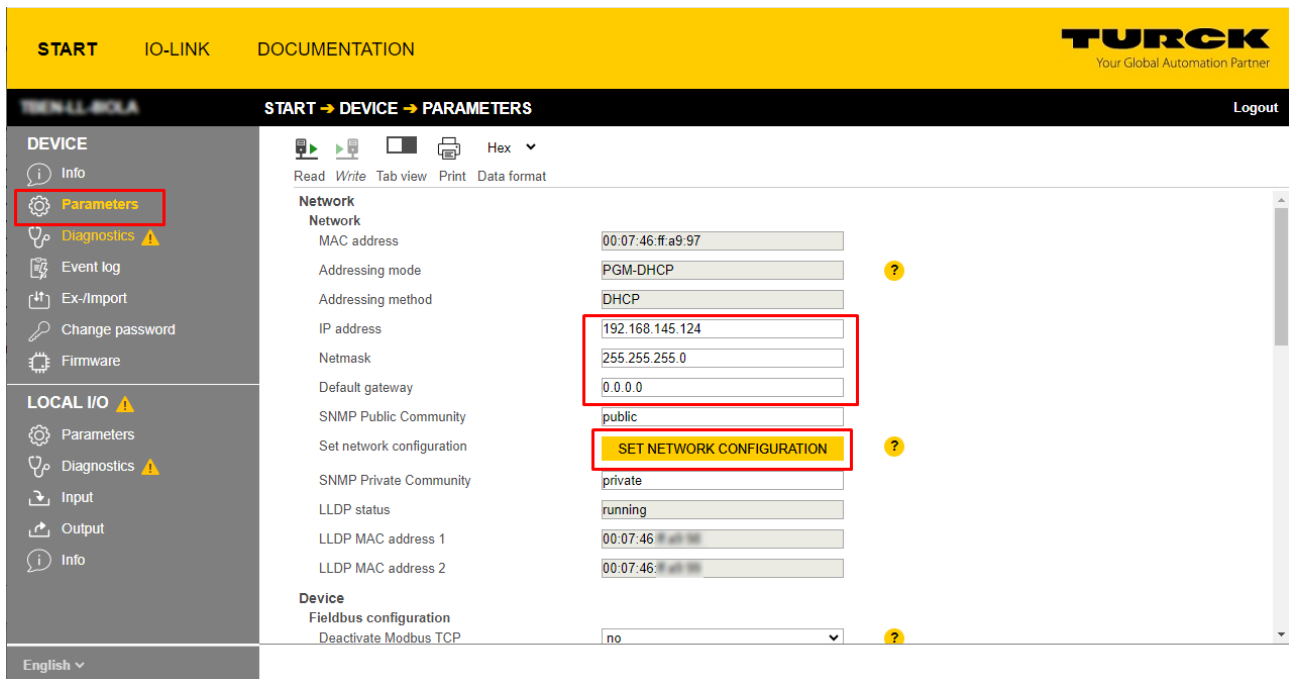 START IO-LINK DOCUMENTATION
TURCK
Your Global Automation Partner
START ➔ DEVICE ➔ PARAMETERS
Logout
DEVICE
Info
Parameters
Diagnostics
Event log
Ex-/Import
Change password
Firmware
LOCAL I/O
Parameters
Diagnostics
Input
Output
Info
English
Hex
Read Write Tab view Print Data format
Network
Network
MAC address 00:07:46:ff:a9:97
Addressing mode PGM-DHCP ?
Addressing method DHCP
IP address 192.168.145.124
Netmask 255.255.255.0
Default gateway 0.0.0.0
SNMP Public Community public
Set network configuration SET NETWORK CONFIGURATION ?
SNMP Private Community private
LLDP status running
LLDP MAC address 1 00:07:46
LLDP MAC address 2 00:07:46:
Device
Fieldbus configuration
Deactivate Modbus TCP no ?